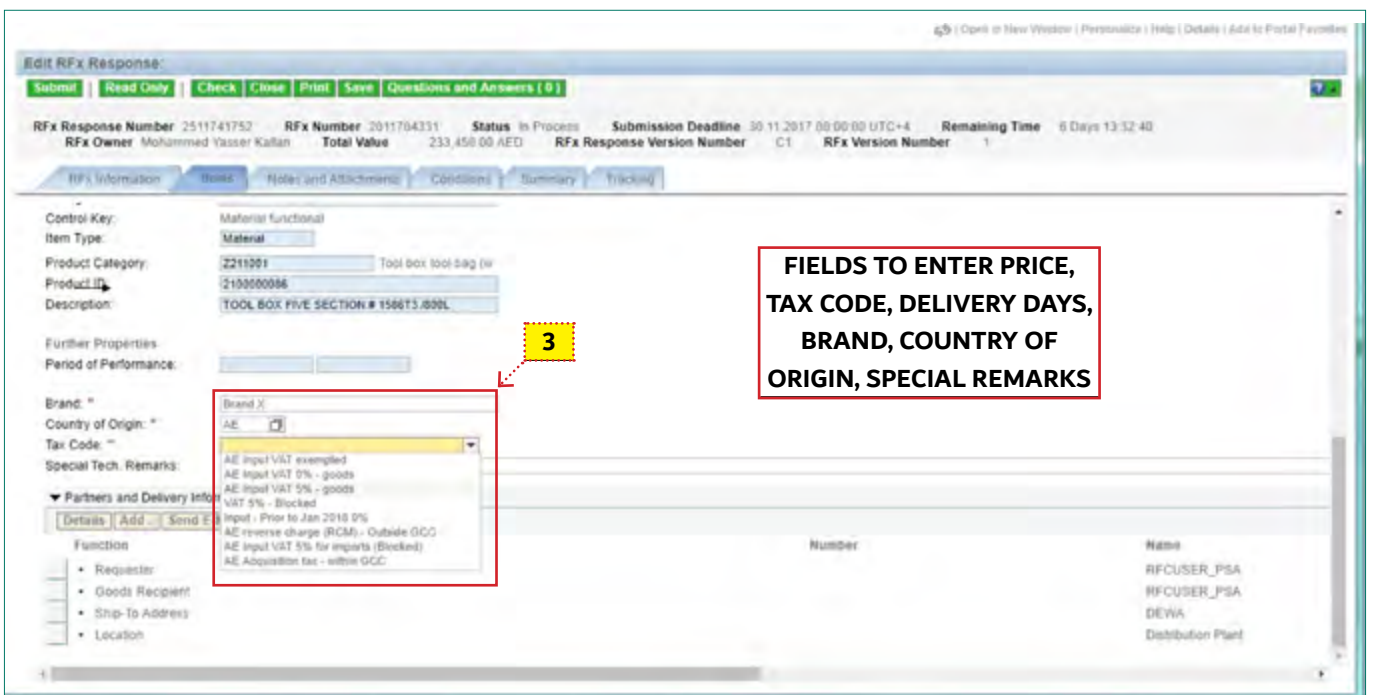 Open in New Window | Personalize | Help | Details | Add to Portal Favorites
Edit RFx Response:
Submit | Read Only | Check Close Print Save Questions and Answers ( 0 )
RFx Response Number 2511741752 RFx Number 2011704331 Status In Process Submission Deadline 30.11.2017 00:00:00 UTC+4 Remaining Time 6 Days 13:52:40
RFx Owner Mohammed Yasser Kallan Total Value 233,450.00 AED RFx Response Version Number C1 RFx Version Number 1
RFx Information Items Notes and Attachments Conditions Summary Tracking
Control Key: Material functional
Item Type: Material
Product Category: Z211001 Tool box tool bag (w
Product ID: 2100000086
Description: TOOL BOX FIVE SECTION # 1586T3 /800L
Further Properties
Period of Performance:
Brand: * Brand X
Country of Origin: * AE
Tax Code: *
Special Tech. Remarks:
AE Input VAT exempted
AE Input VAT 0% - goods
AE Input VAT 5% - goods
VAT 5% - Blocked
Input - Prior to Jan 2018 0%
AE reverse charge (RCM) - Outside GCC
AE Input VAT 5% for imports (Blocked)
AE Acquisition tax - within GCC
3
FIELDS TO ENTER PRICE,
TAX CODE, DELIVERY DAYS,
BRAND, COUNTRY OF
ORIGIN, SPECIAL REMARKS
Partners and Delivery Infor
Details Add Send E
Function Number Name
• Requester RFCUSER_PSA
• Goods Recipient RFCUSER_PSA
• Ship-To Address DEWA
• Location Distribution Plant